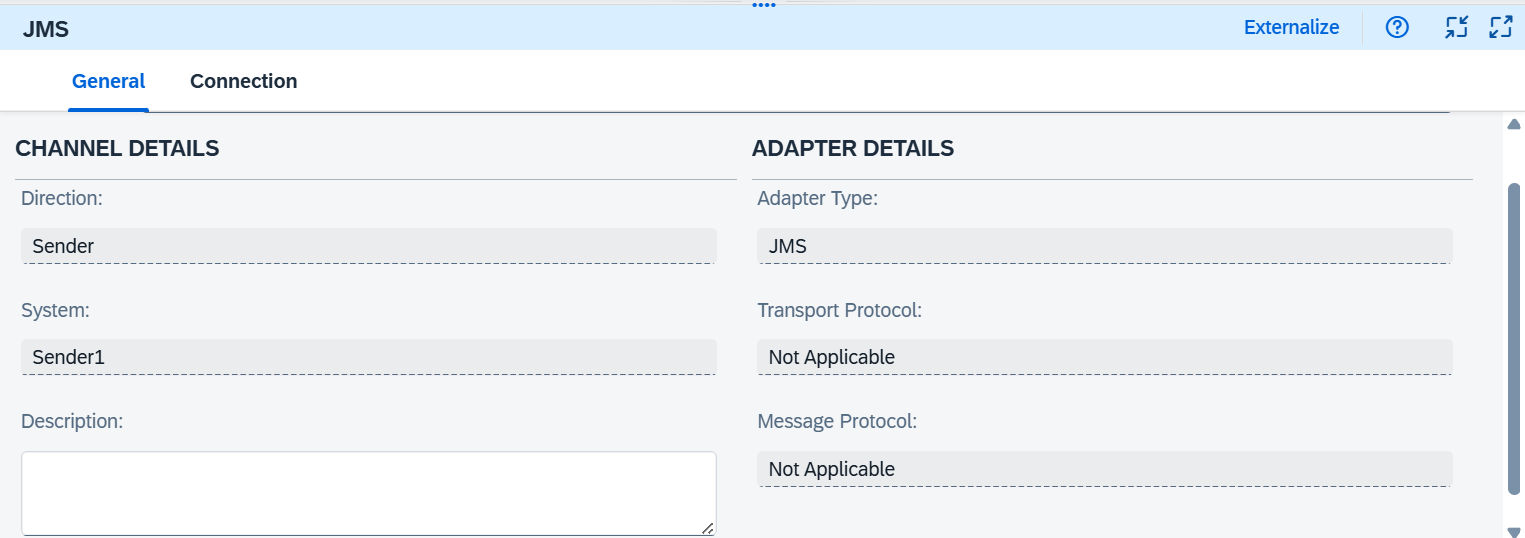 JMS
Externalize
General
Connection
CHANNEL DETAILS
Direction:
Sender
System:
Sender1
Description:
ADAPTER DETAILS
Adapter Type:
JMS
Transport Protocol:
Not Applicable
Message Protocol:
Not Applicable